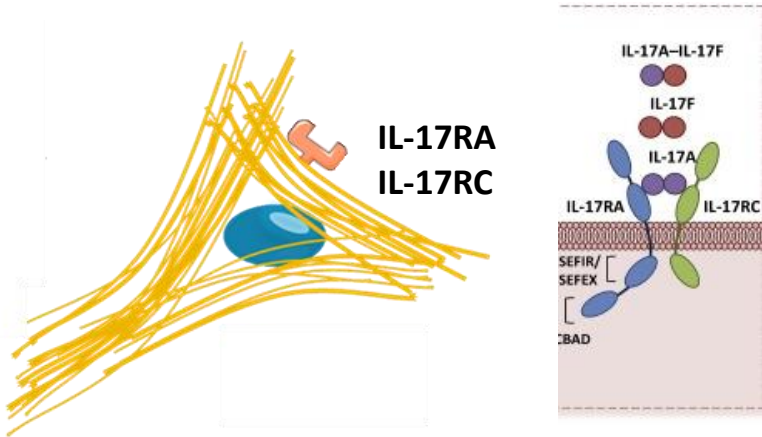 IL-17RA
IL-17RC
IL-17A–IL-17F
IL-17F
IL-17A
IL-17RA
IL-17RC
SEFIR/
SEFEX
CBAD